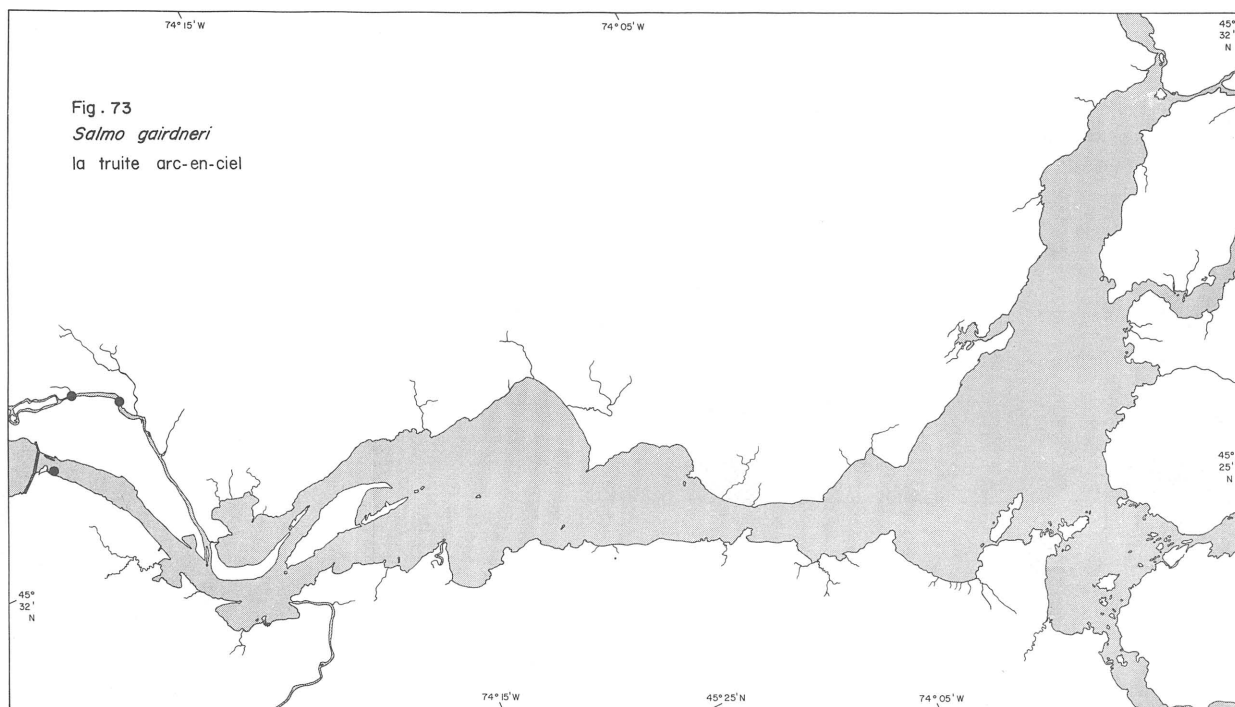 74° 15' W
74° 05' W
45°
32'
N
Fig. 73
Salmo gairdneri
la truite arc-en-ciel
45°
25'
N
45°
32'
N
74° 15' W
45° 25' N
74° 05' W